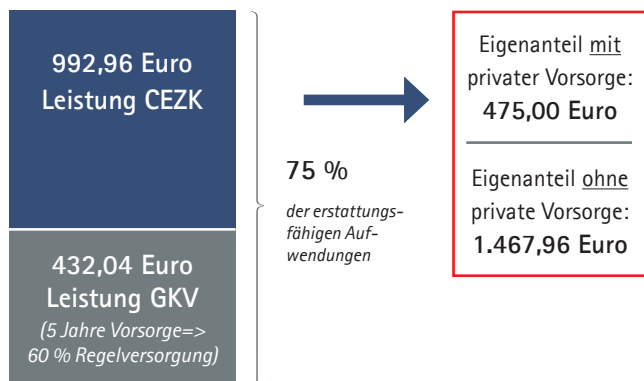 992,96 Euro
Leistung CEZK
432,04 Euro
Leistung GKV
(5 Jahre Vorsorge=>
60 % Regelversorgung)
75 %
der erstattungs-
fähigen Auf-
wendungen
Eigenanteil mit
privater Vorsorge:
475,00 Euro
Eigenanteil ohne
private Vorsorge:
1.467,96 Euro